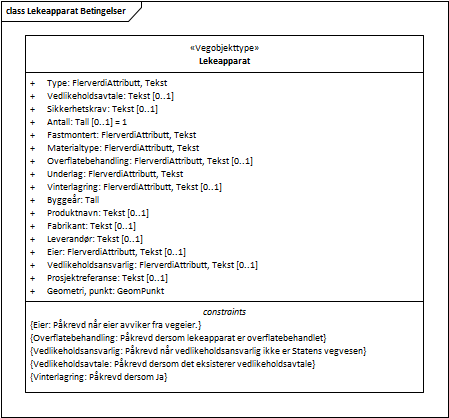 class Lekeapparat Betingelser
«Vegobjekttype»
Lekeapparat
+ Type: FlerverdiAttributt, Tekst
+ Vedlikeholdsavtale: Tekst [0..1]
+ Sikkerhetskrav: Tekst [0..1]
+ Antall: Tall [0..1] = 1
+ Fastmontert: FlerverdiAttributt, Tekst
+ Materialtype: FlerverdiAttributt, Tekst
+ Overflatebehandling: FlerverdiAttributt, Tekst [0..1]
+ Underlag: FlerverdiAttributt, Tekst
+ Vinterlagring: FlerverdiAttributt, Tekst [0..1]
+ Byggeår: Tall
+ Produktnavn: Tekst [0..1]
+ Fabrikant: Tekst [0..1]
+ Leverandør: Tekst [0..1]
+ Eier: FlerverdiAttributt, Tekst [0..1]
+ Vedlikeholdsansvarlig: FlerverdiAttributt, Tekst [0..1]
+ Prosjektreferanse: Tekst [0..1]
+ Geometri, punkt: GeomPunkt
constraints
{Eier: Påkrevd når eier avviker fra vegeier.}
{Overflatebehandling: Påkrevd dersom lekeapparat er overflatebehandlet}
{Vedlikeholdsansvarlig: Påkrevd når vedlikeholdsansvarlig ikke er Statens vegvesen}
{Vedlikeholdsavtale: Påkrevd dersom det eksisterer vedlikeholdsavtale}
{Vinterlagring: Påkrevd dersom Ja}